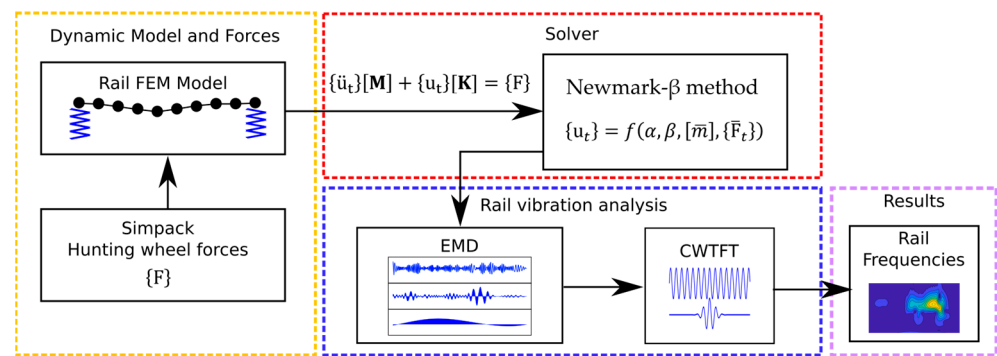 Dynamic Model and Forces
Rail FEM Model
Simpack
Hunting wheel forces
{F}
{ü_t}[M] + {u_t}[K] = {F}
Solver
Newmark-β method
{u_t} = f(α, β, [m̅], {F̅_t})
Rail vibration analysis
EMD
CWTFT
Results
Rail
Frequencies